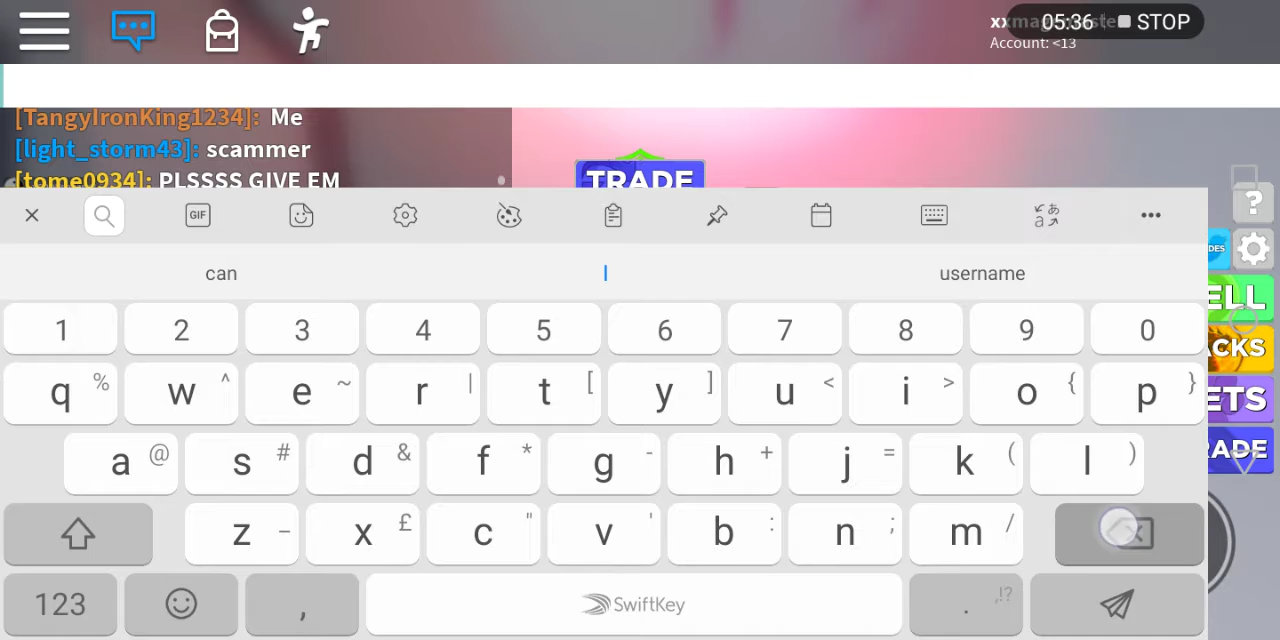 05:36 STOP
Account: <13
[TangyIronKing1234]: Me
[light_storm43]: scammer
[tome0934]: PLSSSS GIVE EM
TRADE
?
GIF
can
username
1 2 3 4 5 6 7 8 9 0
q % w ^ e ~ r | t [ y ] u < i > o { p }
a @ s # d & f * g - h + j = k ( l )
z _ x £ c " v ' b : n ; m /
123 , SwiftKey . ,!?